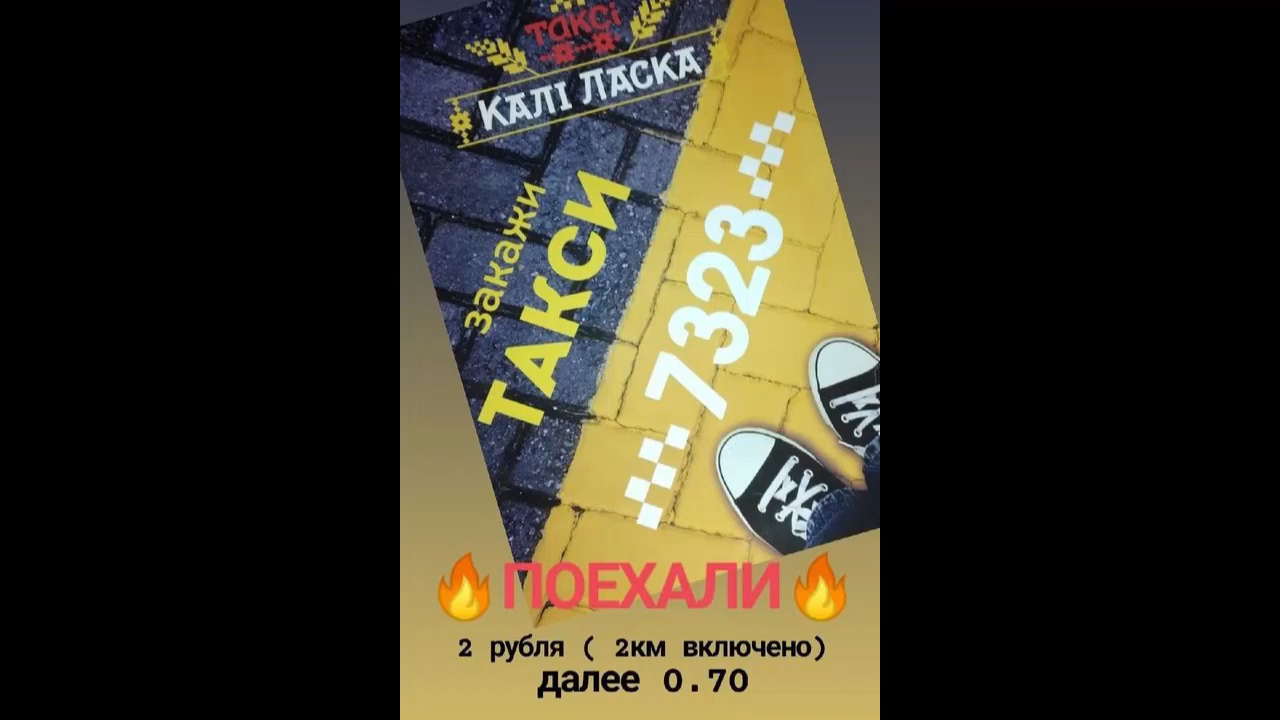 таксі
КАЛІ ЛАСКА
закажи
ТАКСИ
7323
🔥ПОЕХАЛИ🔥
2 рубля ( 2км включено)
далее 0.70